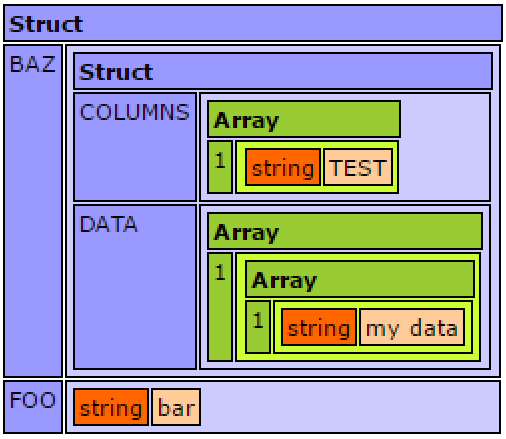 Struct
BAZ
Struct
COLUMNS
Array
1
string TEST
DATA
Array
1
Array
1
string my data
FOO
string bar